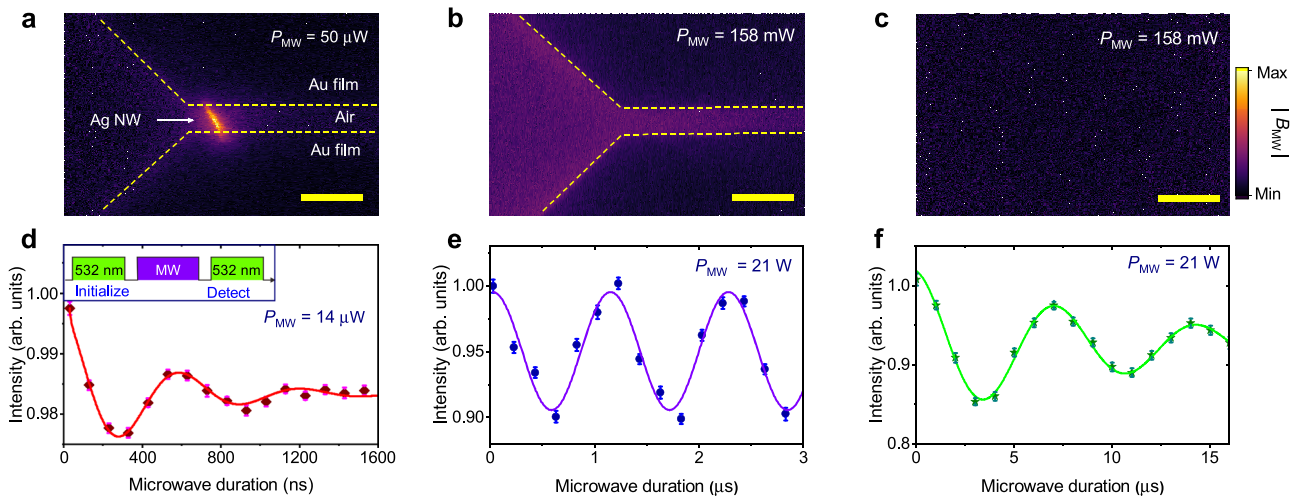 a
P_MW = 50 μW
Au film
Ag NW
Air
Au film
b
P_MW = 158 mW
c
P_MW = 158 mW
Max
|B_MW|
Min
d
532 nm
MW
532 nm
Initialize
Detect
P_MW = 14 μW
Intensity (arb. units)
1.00
0.99
0.98
0
400
800
1200
1600
Microwave duration (ns)
e
P_MW = 21 W
Intensity (arb. units)
1.00
0.95
0.90
0
1
2
3
Microwave duration (μs)
f
P_MW = 21 W
Intensity (arb. units)
1.0
0.9
0.8
0
5
10
15
Microwave duration (μs)